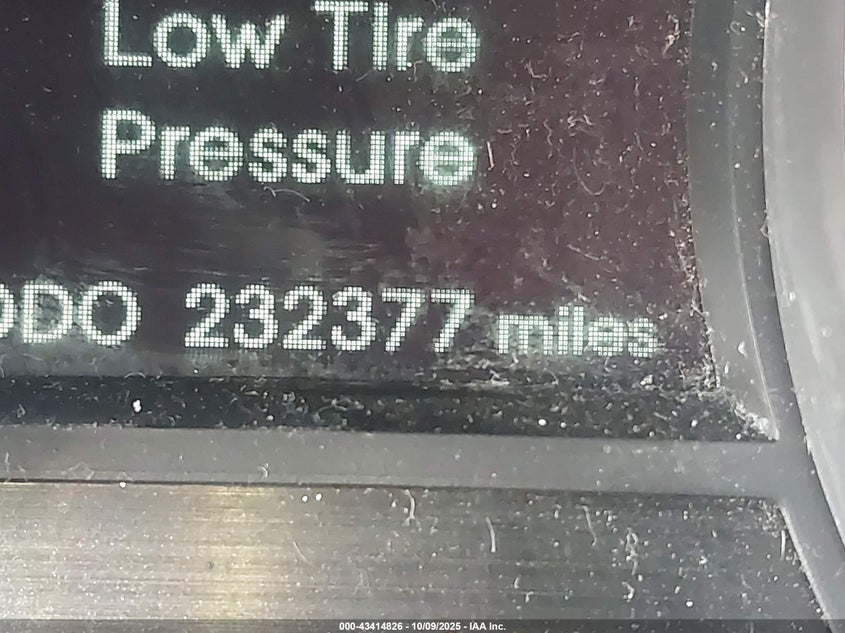 Low Tire
Pressure
ODO 232377 miles
000-43414826 - 10/09/2025 - IAA Inc.